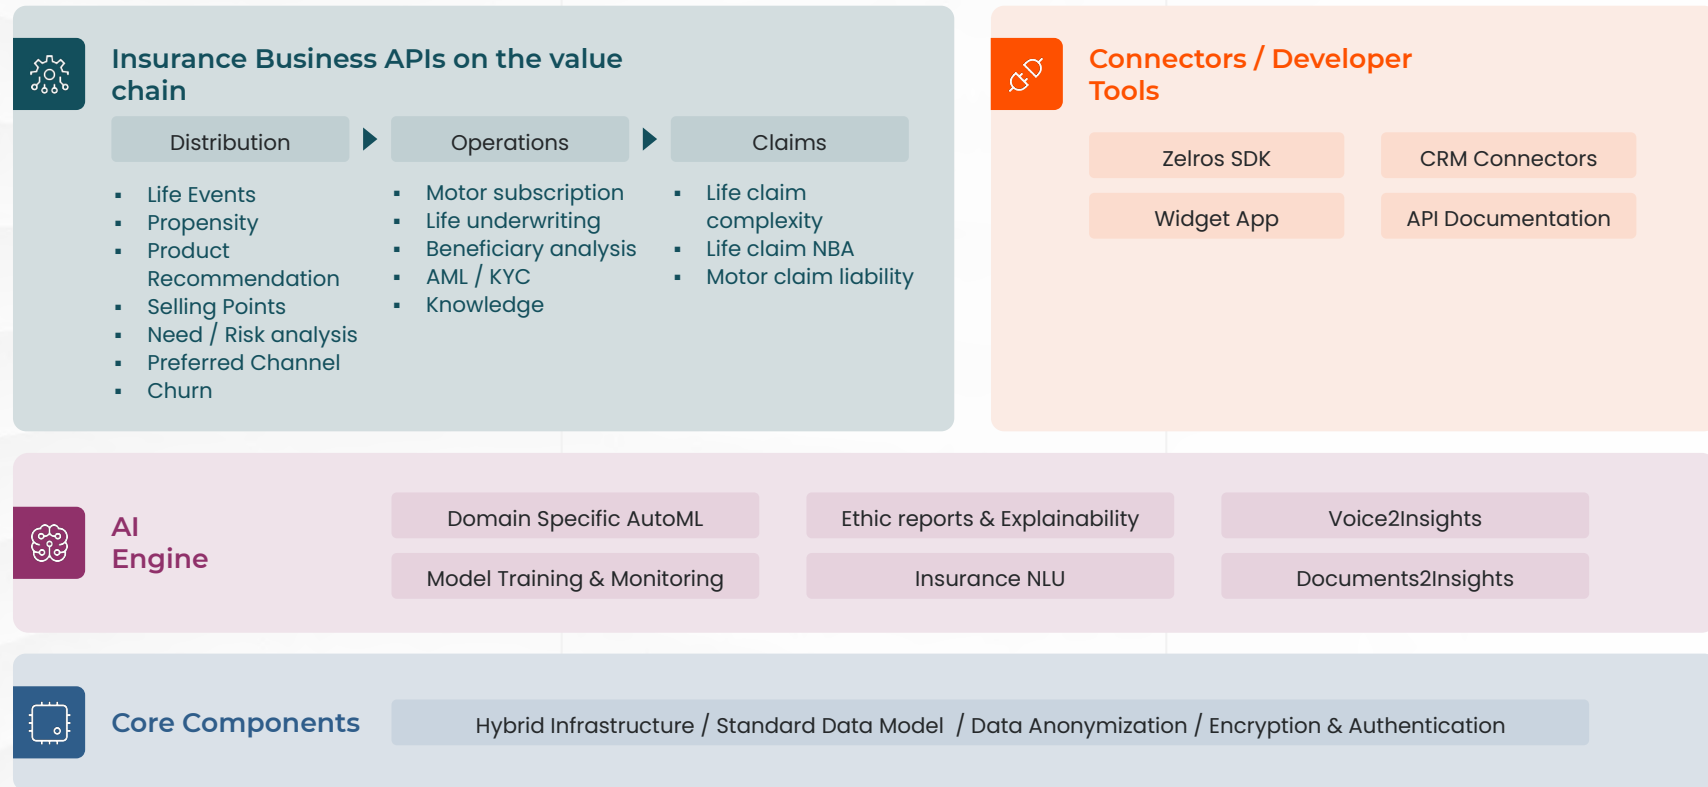 Insurance Business APIs on the value
chain
Distribution
Operations
Claims
Life Events
Propensity
Product
Recommendation
Selling Points
Need / Risk analysis
Preferred Channel
Churn
Motor subscription
Life underwriting
Beneficiary analysis
AML / KYC
Knowledge
Life claim
complexity
Life claim NBA
Motor claim liability
Connectors / Developer
Tools
Zelros SDK
CRM Connectors
Widget App
API Documentation
AI
Engine
Domain Specific AutoML
Ethic reports & Explainability
Voice2Insights
Model Training & Monitoring
Insurance NLU
Documents2Insights
Core Components
Hybrid Infrastructure / Standard Data Model / Data Anonymization / Encryption & Authentication